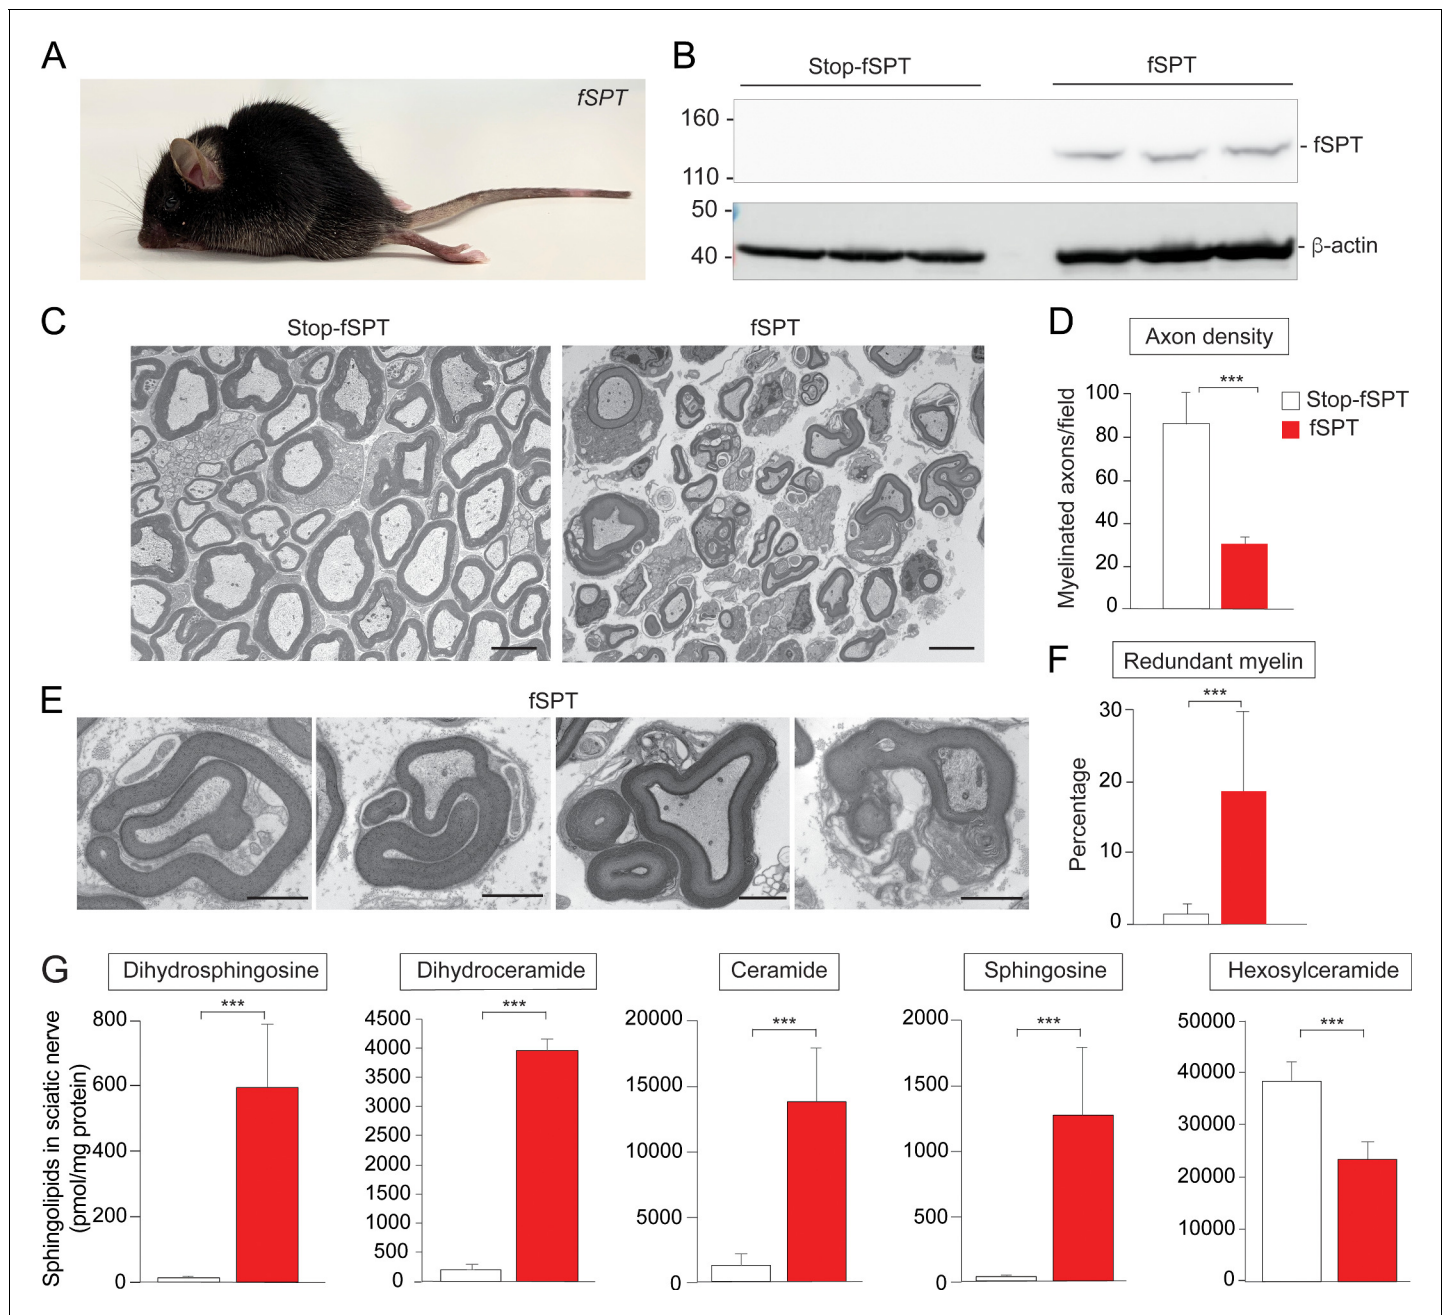 A
fSPT
B
Stop-fSPT
fSPT
160
110
- fSPT
50
40
- β-actin
C
Stop-fSPT
fSPT
D
Axon density
***
Stop-fSPT
fSPT
Myelinated axons/field
100
80
60
40
20
0
E
fSPT
F
Redundant myelin
***
Percentage
30
20
10
0
G
Sphingolipids in sciatic nerve
(pmol/mg protein)
Dihydrosphingosine
***
800
600
400
200
0
Dihydroceramide
***
4500
4000
3500
3000
2500
2000
1500
1000
500
0
Ceramide
***
20000
15000
10000
5000
0
Sphingosine
***
2000
1500
1000
500
0
Hexosylceramide
***
50000
40000
30000
20000
10000
0